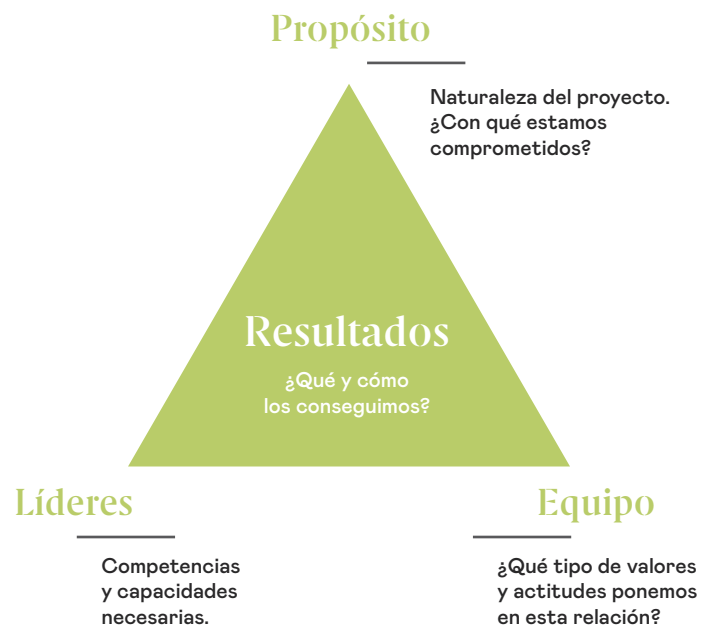 Propósito
Naturaleza del proyecto.
¿Con qué estamos
comprometidos?
Resultados
¿Qué y cómo
los conseguimos?
Líderes
Competencias
y capacidades
necesarias.
Equipo
¿Qué tipo de valores
y actitudes ponemos
en esta relación?